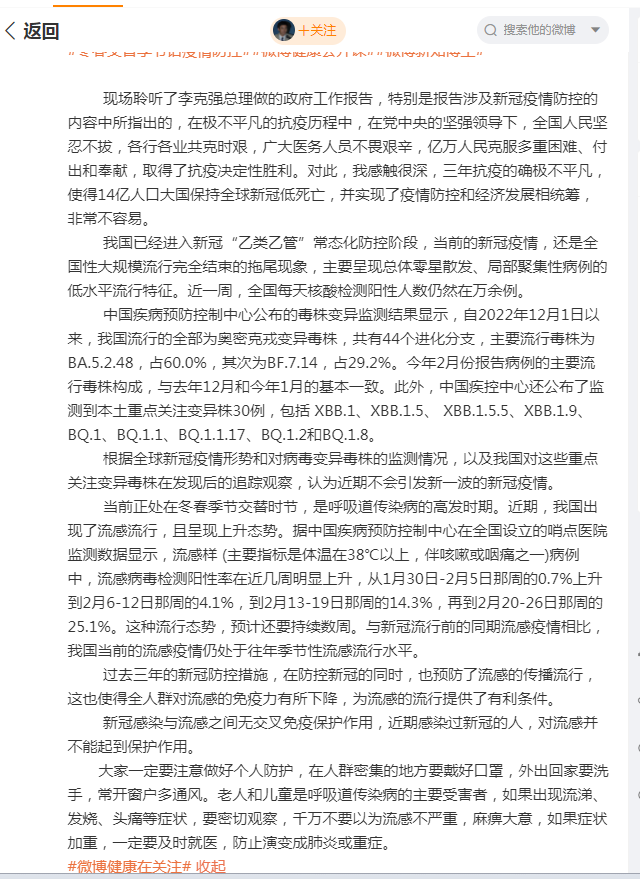 返回
十关注
搜索他的微博
#冬春交替季节话疫情防控##微博健康公开课##微博新知博主#
现场聆听了李克强总理做的政府工作报告，特别是报告涉及新冠疫情防控的
内容中所指出的，在极不平凡的抗疫历程中，在党中央的坚强领导下，全国人民坚
忍不拔，各行各业共克时艰，广大医务人员不畏艰辛，亿万人民克服多重困难、付
出和奉献，取得了抗疫决定性胜利。对此，我感触很深，三年抗疫的确极不平凡，
使得14亿人口大国保持全球新冠低死亡，并实现了疫情防控和经济发展相统筹，
非常不容易。
我国已经进入新冠“乙类乙管”常态化防控阶段，当前的新冠疫情，还是全
国性大规模流行完全结束的拖尾现象，主要呈现总体零星散发、局部聚集性病例的
低水平流行特征。近一周，全国每天核酸检测阳性人数仍然在万余例。
中国疾病预防控制中心公布的毒株变异监测结果显示，自2022年12月1日以
来，我国流行的全部为奥密克戎变异毒株，共有44个进化分支，主要流行毒株为
BA.5.2.48，占60.0%，其次为BF.7.14，占29.2%。今年2月份报告病例的主要流
行毒株构成，与去年12月和今年1月的基本一致。此外，中国疾控中心还公布了监
测到本土重点关注变异株30例，包括 XBB.1、XBB.1.5、 XBB.1.5.5、XBB.1.9、
BQ.1、BQ.1.1、BQ.1.1.17、BQ.1.2和BQ.1.8。
根据全球新冠疫情形势和对病毒变异毒株的监测情况，以及我国对这些重点
关注变异毒株在发现后的追踪观察，认为近期不会引发新一波的新冠疫情。
当前正处在冬春季节交替时节，是呼吸道传染病的高发时期。近期，我国出
现了流感流行，且呈现上升态势。据中国疾病预防控制中心在全国设立的哨点医院
监测数据显示，流感样 (主要指标是体温在38℃以上，伴咳嗽或咽痛之一)病例
中，流感病毒检测阳性率在近几周明显上升，从1月30日-2月5日那周的0.7%上升
到2月6-12日那周的4.1%，到2月13-19日那周的14.3%，再到2月20-26日那周的
25.1%。这种流行态势，预计还要持续数周。与新冠流行前的同期流感疫情相比，
我国当前的流感疫情仍处于往年季节性流感流行水平。
过去三年的新冠防控措施，在防控新冠的同时，也预防了流感的传播流行，
这也使得全人群对流感的免疫力有所下降，为流感的流行提供了有利条件。
新冠感染与流感之间无交叉免疫保护作用，近期感染过新冠的人，对流感并
不能起到保护作用。
大家一定要注意做好个人防护，在人群密集的地方要戴好口罩，外出回家要洗
手，常开窗户多通风。老人和儿童是呼吸道传染病的主要受害者，如果出现流涕、
发烧、头痛等症状，要密切观察，千万不要以为流感不严重，麻痹大意，如果症状
加重，一定要及时就医，防止演变成肺炎或重症。
#微博健康在关注# 收起